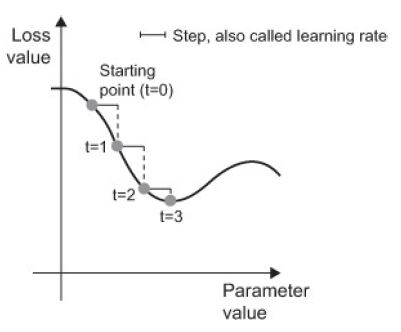 Loss
value
Step, also called learning rate
Starting
point (t=0)
t=1
t=2
t=3
Parameter
value